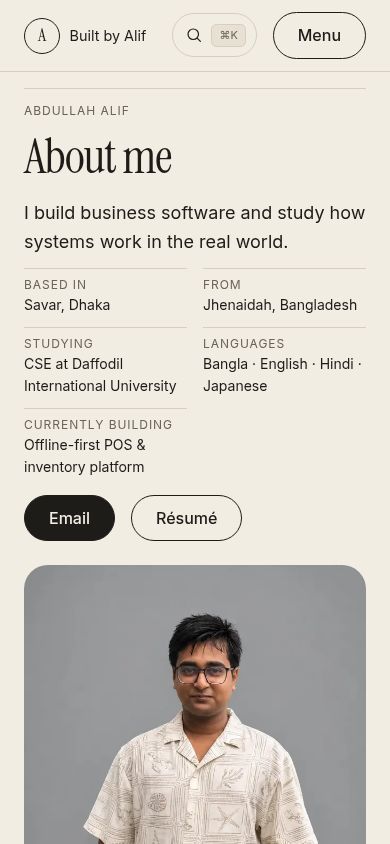 A Built by Alif ⌘K Menu
ABDULLAH ALIF
About me
I build business software and study how
systems work in the real world.
BASED IN
Savar, Dhaka
FROM
Jhenaidah, Bangladesh
STUDYING
CSE at Daffodil
International University
LANGUAGES
Bangla · English · Hindi ·
Japanese
CURRENTLY BUILDING
Offline-first POS &
inventory platform
Email Résumé